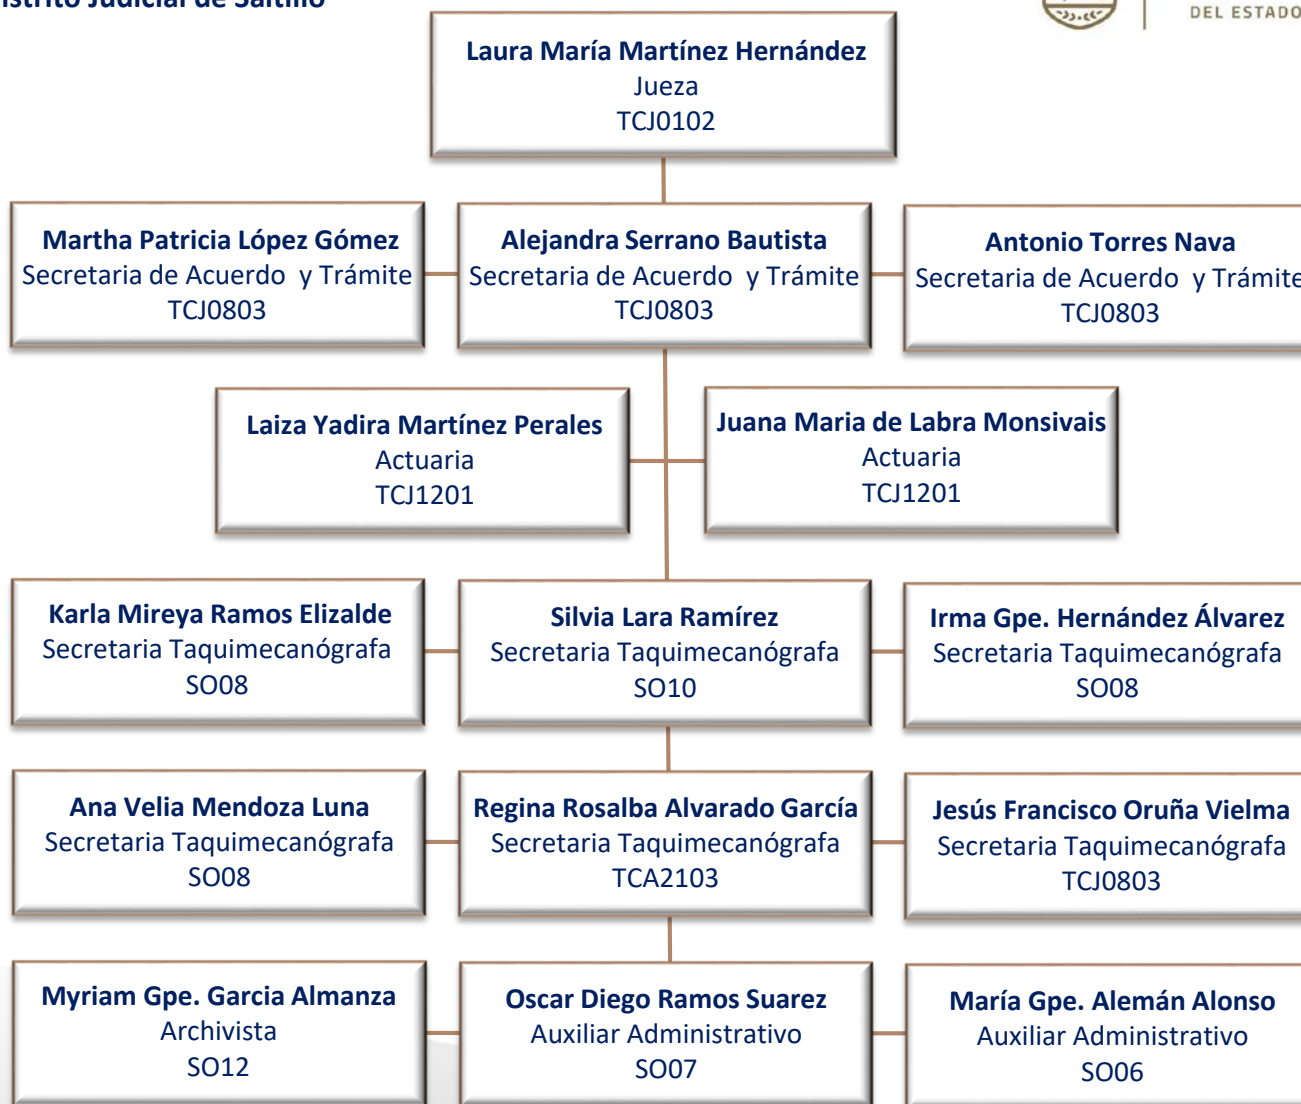 Distrito Judicial de Saltillo
DEL ESTADO
Laura María Martínez Hernández
Jueza
TCJ0102
Martha Patricia López Gómez
Secretaria de Acuerdo y Trámite
TCJ0803
Alejandra Serrano Bautista
Secretaria de Acuerdo y Trámite
TCJ0803
Antonio Torres Nava
Secretaria de Acuerdo y Trámite
TCJ0803
Laiza Yadira Martínez Perales
Actuaria
TCJ1201
Juana Maria de Labra Monsivais
Actuaria
TCJ1201
Karla Mireya Ramos Elizalde
Secretaria Taquimecanógrafa
SO08
Silvia Lara Ramírez
Secretaria Taquimecanógrafa
SO10
Irma Gpe. Hernández Álvarez
Secretaria Taquimecanógrafa
SO08
Ana Velia Mendoza Luna
Secretaria Taquimecanógrafa
SO08
Regina Rosalba Alvarado García
Secretaria Taquimecanógrafa
TCA2103
Jesús Francisco Oruña Vielma
Secretaria Taquimecanógrafa
TCJ0803
Myriam Gpe. Garcia Almanza
Archivista
SO12
Oscar Diego Ramos Suarez
Auxiliar Administrativo
SO07
María Gpe. Alemán Alonso
Auxiliar Administrativo
SO06